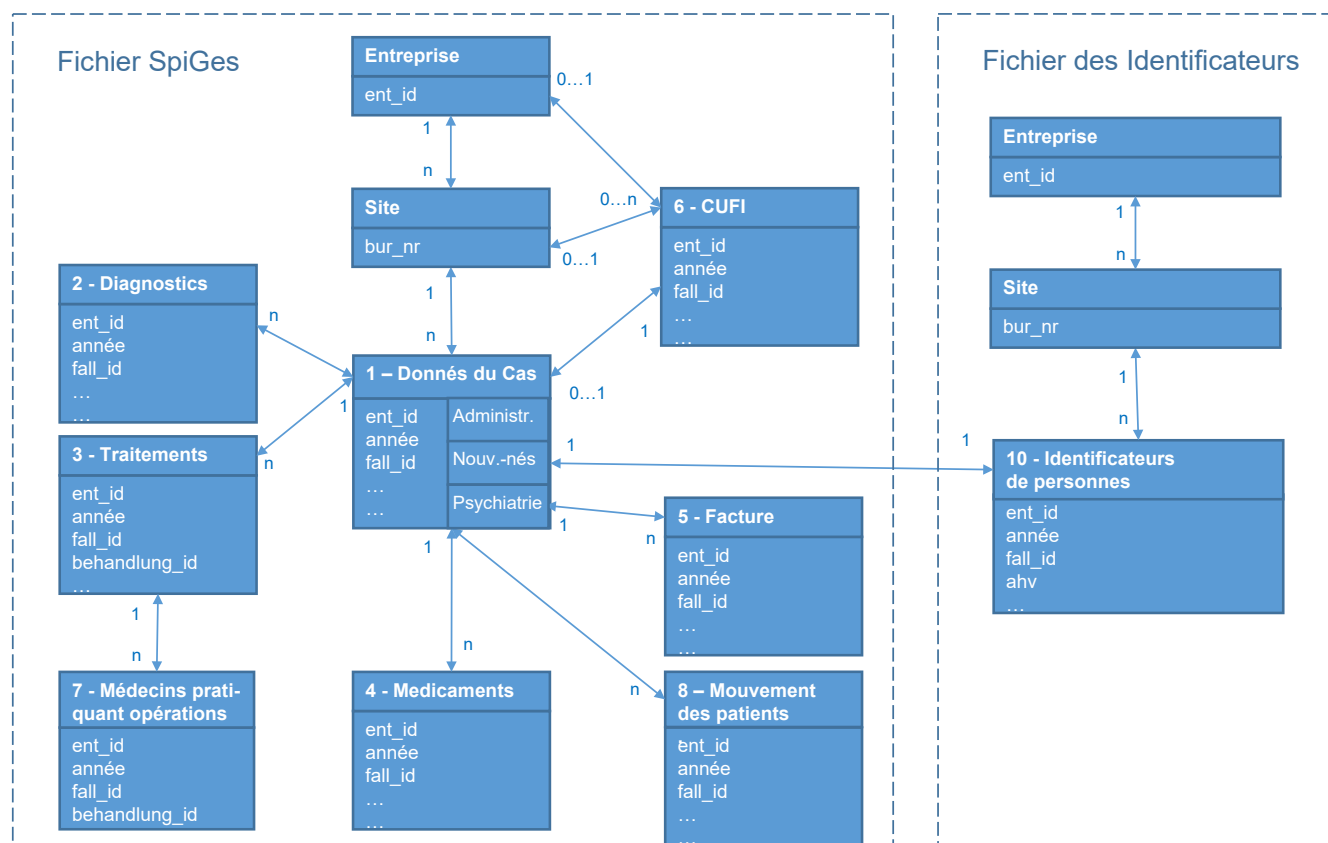 Fichier SpiGes
Entreprise
ent_id
0…1
1
n
Site
bur_nr
0…n
0…1
6 - CUFI
ent_id
année
fall_id
…
…
1
0…1
2 - Diagnostics
ent_id
année
fall_id
…
…
n
1
n
1
n
1 – Donnés du Cas
ent_id
année
fall_id
…
…
Administr.
Nouv.-nés
Psychiatrie
3 - Traitements
ent_id
année
fall_id
behandlung_id
…
1
n
7 - Médecins prati-
quant opérations
ent_id
année
fall_id
behandlung_id
1
n
4 - Medicaments
ent_id
année
fall_id
…
…
1
1
n
5 - Facture
ent_id
année
fall_id
…
…
n
8 – Mouvement
des patients
ent_id
année
fall_id
…
…
Fichier des Identificateurs
Entreprise
ent_id
1
n
Site
bur_nr
1
n
1
10 - Identificateurs
de personnes
ent_id
année
fall_id
ahv
…